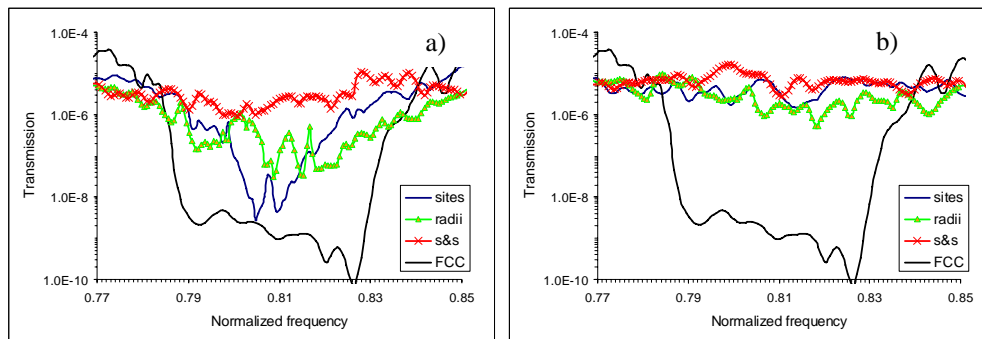 a)
1.0E-4
1.0E-6
1.0E-8
1.0E-10
Transmission
0.77
0.79
0.81
0.83
0.85
Normalized frequency
sites
radii
s&s
FCC
b)
1.0E-4
1.0E-6
1.0E-8
1.0E-10
Transmission
0.77
0.79
0.81
0.83
0.85
Normalized frequency
sites
radii
s&s
FCC